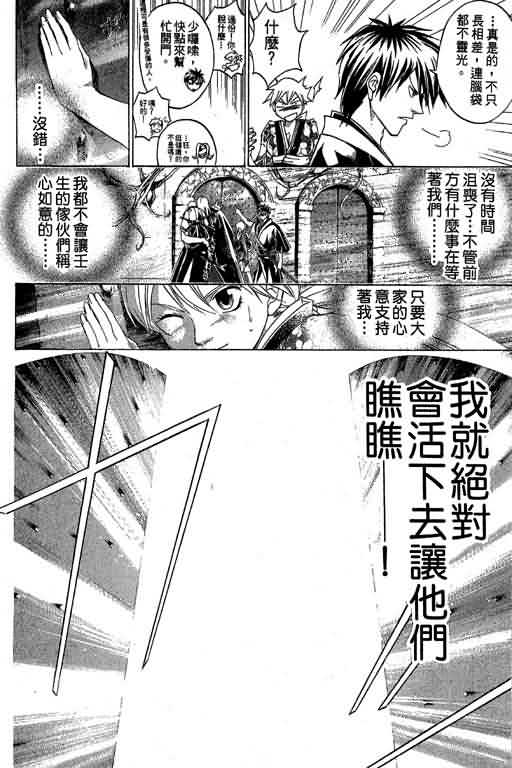 …真是的，不只
長相差，連腦袋
都不靈光。
什麼？
少囉嗦，
快點來幫
忙開門！
嗎？
好的！
……沒錯……
沒有時間
沮喪了…不管前
方有什麼事在等
著我們……
我都不會讓壬
生的傢伙們稱
心如意的……
只要大
家的心
意支持
著我…
我就絕對
會活下去讓他們
瞧瞧！